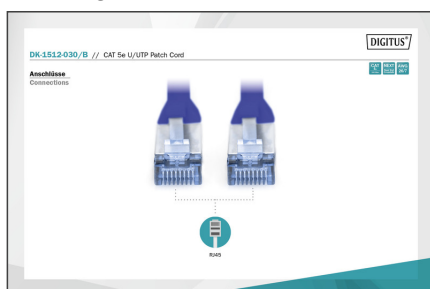 DIGITUS®
DK-1512-030/B // CAT 5e U/UTP Patch Cord
Anschlüsse
Connections
RJ45